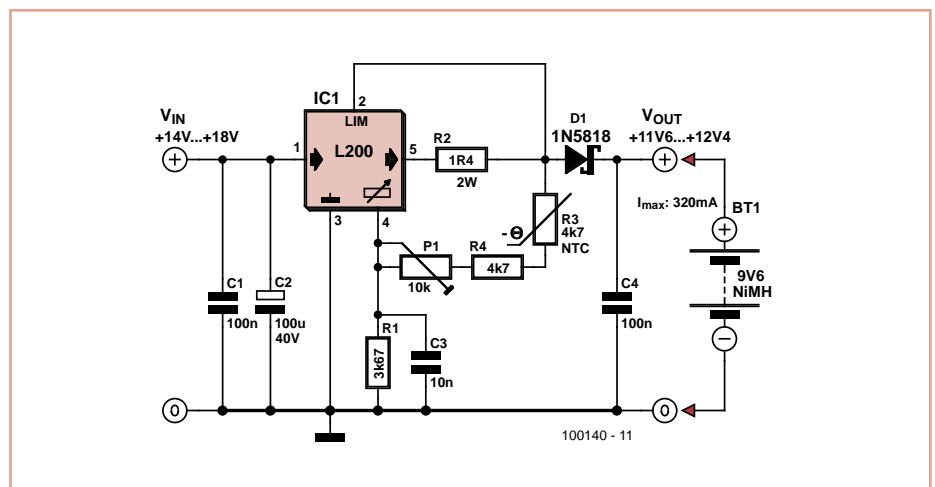 IC1
2
LIM
L200
1
5
3
4
VIN
+14V...+18V
+
R2
1R4
2W
D1
1N5818
VOUT
+11V6...+12V4
+
Imax: 320mA
BT1
+
9V6
NiMH
−
-Θ
R3
4k7
NTC
P1
10k
R4
4k7
C1
100n
C2
100u
40V
R1
3k67
C3
10n
C4
100n
0
0
100140 - 11